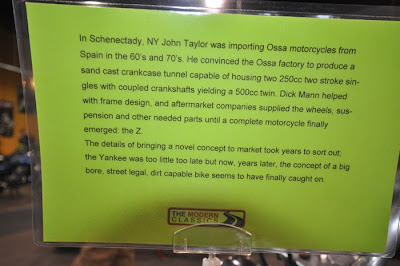 In Schenectady, NY John Taylor was importing Ossa motorcycles from
Spain in the 60's and 70's. He convinced the Ossa factory to produce a
sand cast crankcase tunnel capable of housing two 250cc two stroke sin-
gles with coupled crankshafts yielding a 500cc twin. Dick Mann helped
with frame design, and aftermarket companies supplied the wheels, sus-
pension and other needed parts until a complete motorcycle finally
emerged: the Z.
The details of bringing a novel concept to market took years to sort out;
the Yankee was too little too late but now, years later, the concept of a big
bore, street legal, dirt capable bike seems to have finally caught on.
THE MODERN
CLASSICS